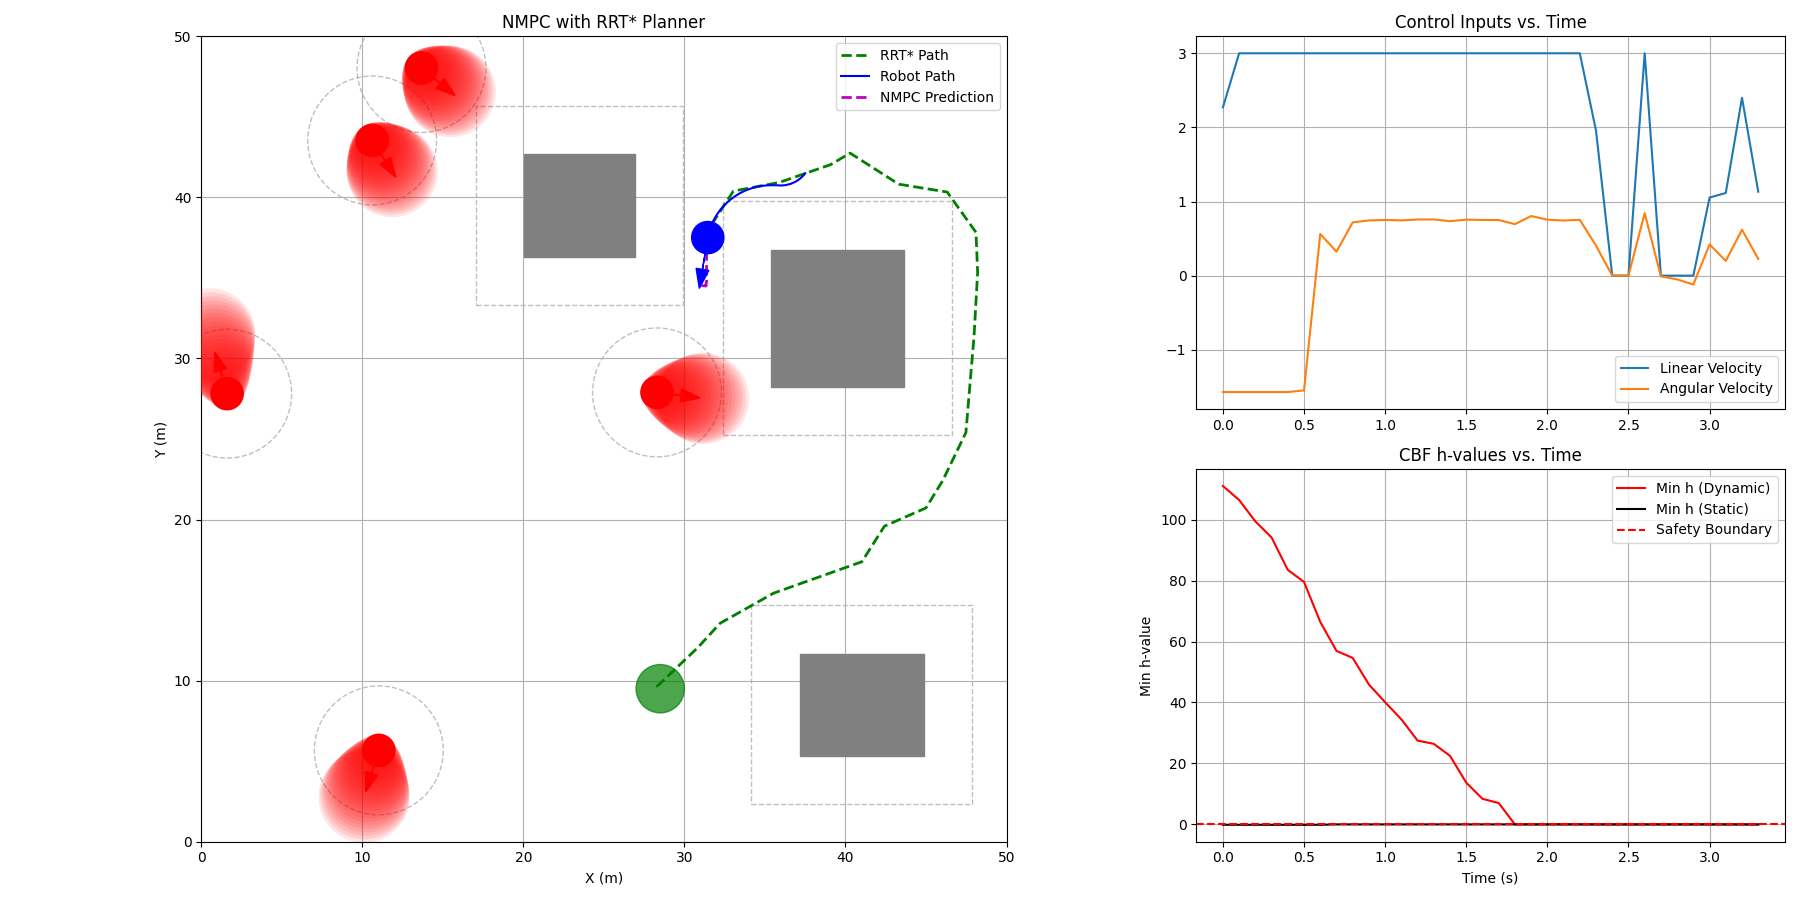 NMPC with RRT* Planner
50
40
30
20
10
0
Y (m)
0 10 20 30 40 50
X (m)
RRT* Path
Robot Path
NMPC Prediction
Control Inputs vs. Time
3
2
1
0
−1
0.0 0.5 1.0 1.5 2.0 2.5 3.0
Linear Velocity
Angular Velocity
CBF h-values vs. Time
100
80
60
40
20
0
Min h-value
0.0 0.5 1.0 1.5 2.0 2.5 3.0
Time (s)
Min h (Dynamic)
Min h (Static)
Safety Boundary